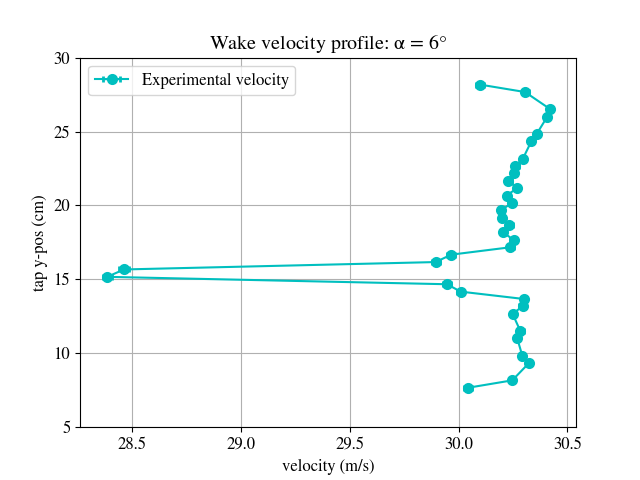 Wake velocity profile: α = 6°
Experimental velocity
30
25
20
15
10
5
tap y-pos (cm)
28.5 29.0 29.5 30.0 30.5
velocity (m/s)